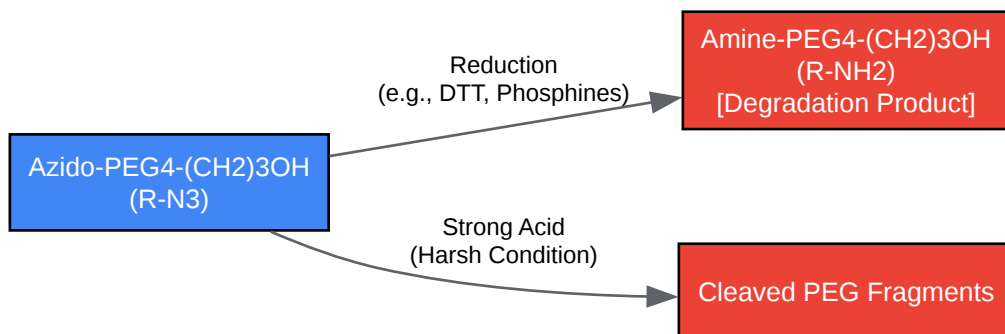 Azido-PEG4-(CH2)3OH
(R-N3)
Reduction
(e.g., DTT, Phosphines)
Amine-PEG4-(CH2)3OH
(R-NH2)
[Degradation Product]
Strong Acid
(Harsh Condition)
Cleaved PEG Fragments